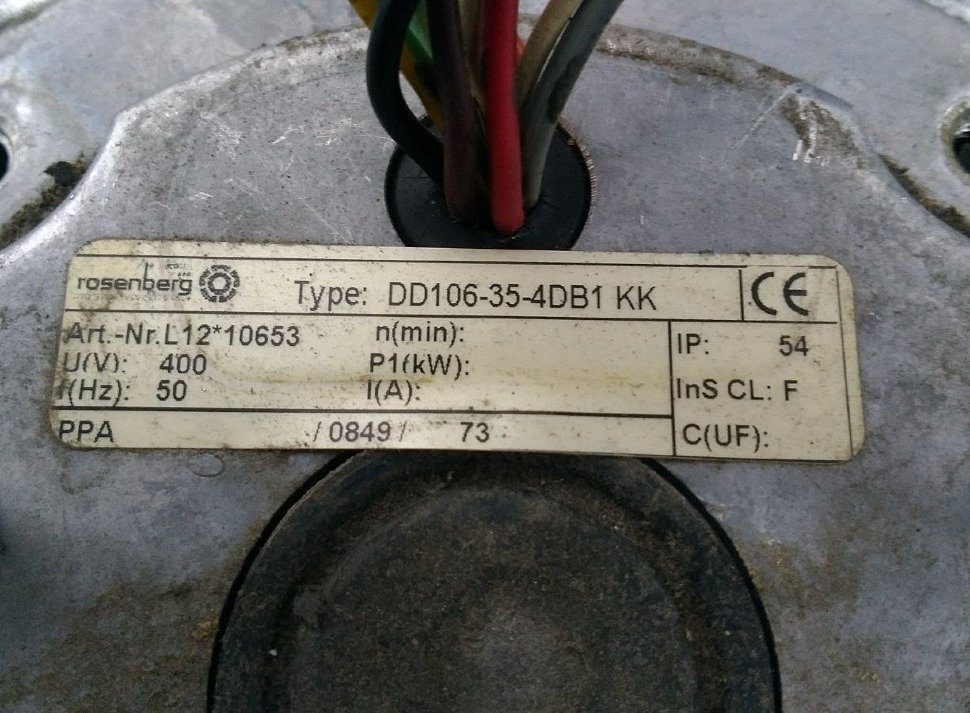 rosenberg Type: DD106-35-4DB1 KK CE
Art.-Nr.L12*10653 n(min): IP: 54
U(V): 400 P1(kW):
f(Hz): 50 I(A): InS CL: F
PPA / 0849 / 73 C(UF):